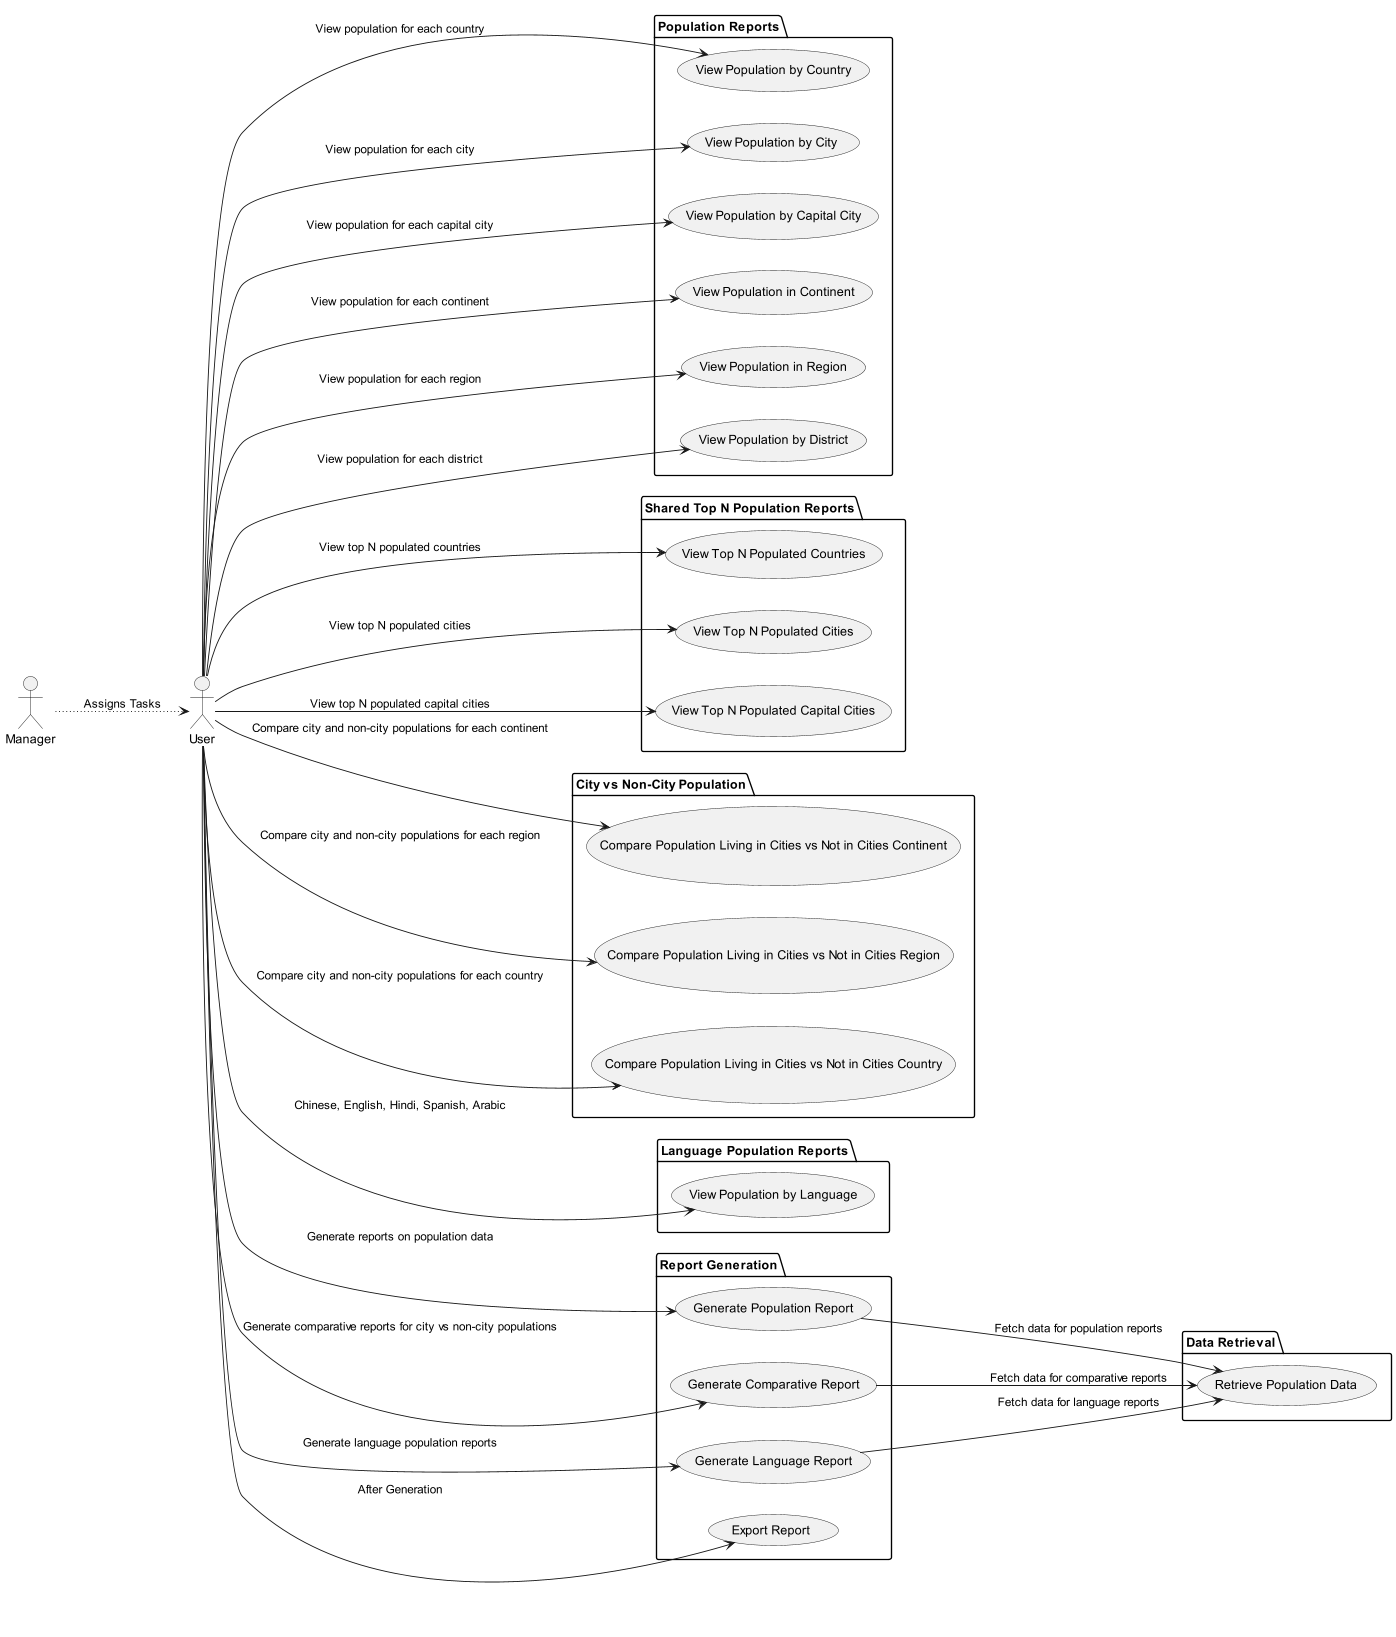 View population for each country
Population Reports
View Population by Country
View population for each city
View Population by City
View population for each capital city
View Population by Capital City
View population for each continent
View Population in Continent
View population for each region
View Population in Region
View population for each district
View Population by District
Shared Top N Population Reports
View top N populated countries
View Top N Populated Countries
View top N populated cities
View Top N Populated Cities
Manager
Assigns Tasks
User
View top N populated capital cities
View Top N Populated Capital Cities
Compare city and non-city populations for each continent
City vs Non-City Population
Compare Population Living in Cities vs Not in Cities Continent
Compare city and non-city populations for each region
Compare Population Living in Cities vs Not in Cities Region
Compare city and non-city populations for each country
Compare Population Living in Cities vs Not in Cities Country
Chinese, English, Hindi, Spanish, Arabic
Language Population Reports
View Population by Language
Generate reports on population data
Report Generation
Generate Population Report
Generate comparative reports for city vs non-city populations
Fetch data for population reports
Data Retrieval
Generate Comparative Report
Fetch data for comparative reports
Retrieve Population Data
Fetch data for language reports
Generate language population reports
Generate Language Report
After Generation
Export Report